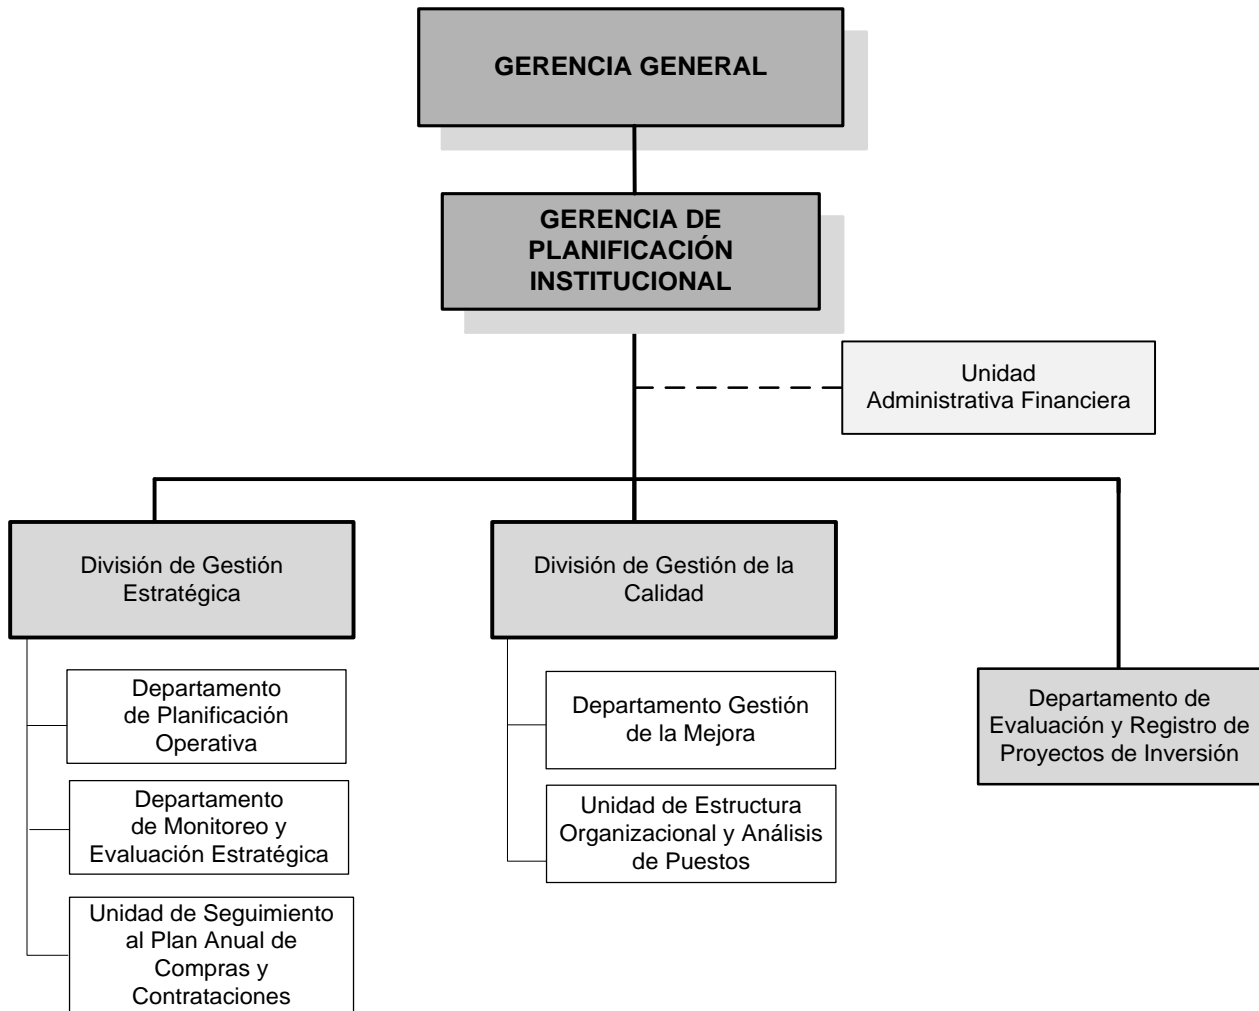 GERENCIA GENERAL
GERENCIA DE
PLANIFICACIÓN
INSTITUCIONAL
Unidad
Administrativa Financiera
División de Gestión
Estratégica
División de Gestión de la
Calidad
Departamento de
Evaluación y Registro de
Proyectos de Inversión
Departamento
de Planificación
Operativa
Departamento
de Monitoreo y
Evaluación Estratégica
Unidad de Seguimiento
al Plan Anual de
Compras y
Contrataciones
Departamento Gestión
de la Mejora
Unidad de Estructura
Organizacional y Análisis
de Puestos